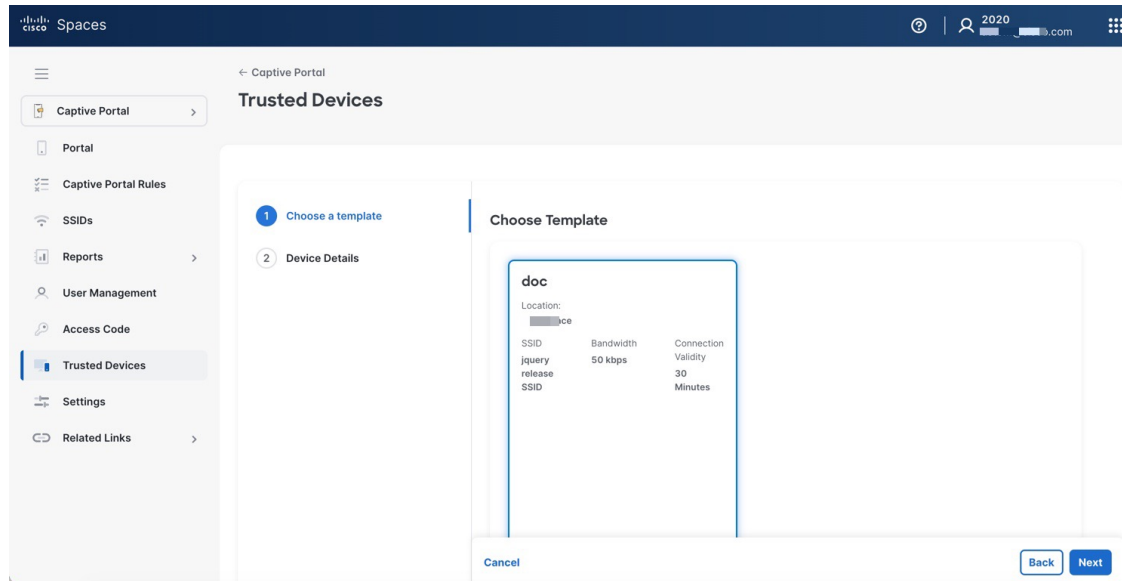 cisco Spaces
2020
.com
← Captive Portal
Trusted Devices
Captive Portal
Portal
Captive Portal Rules
SSIDs
Reports
User Management
Access Code
Trusted Devices
Settings
Related Links
1 Choose a template
2 Device Details
Choose Template
doc
Location:
SSID Bandwidth Connection
Validity
jquery 50 kbps
release 30
SSID Minutes
Cancel Back Next